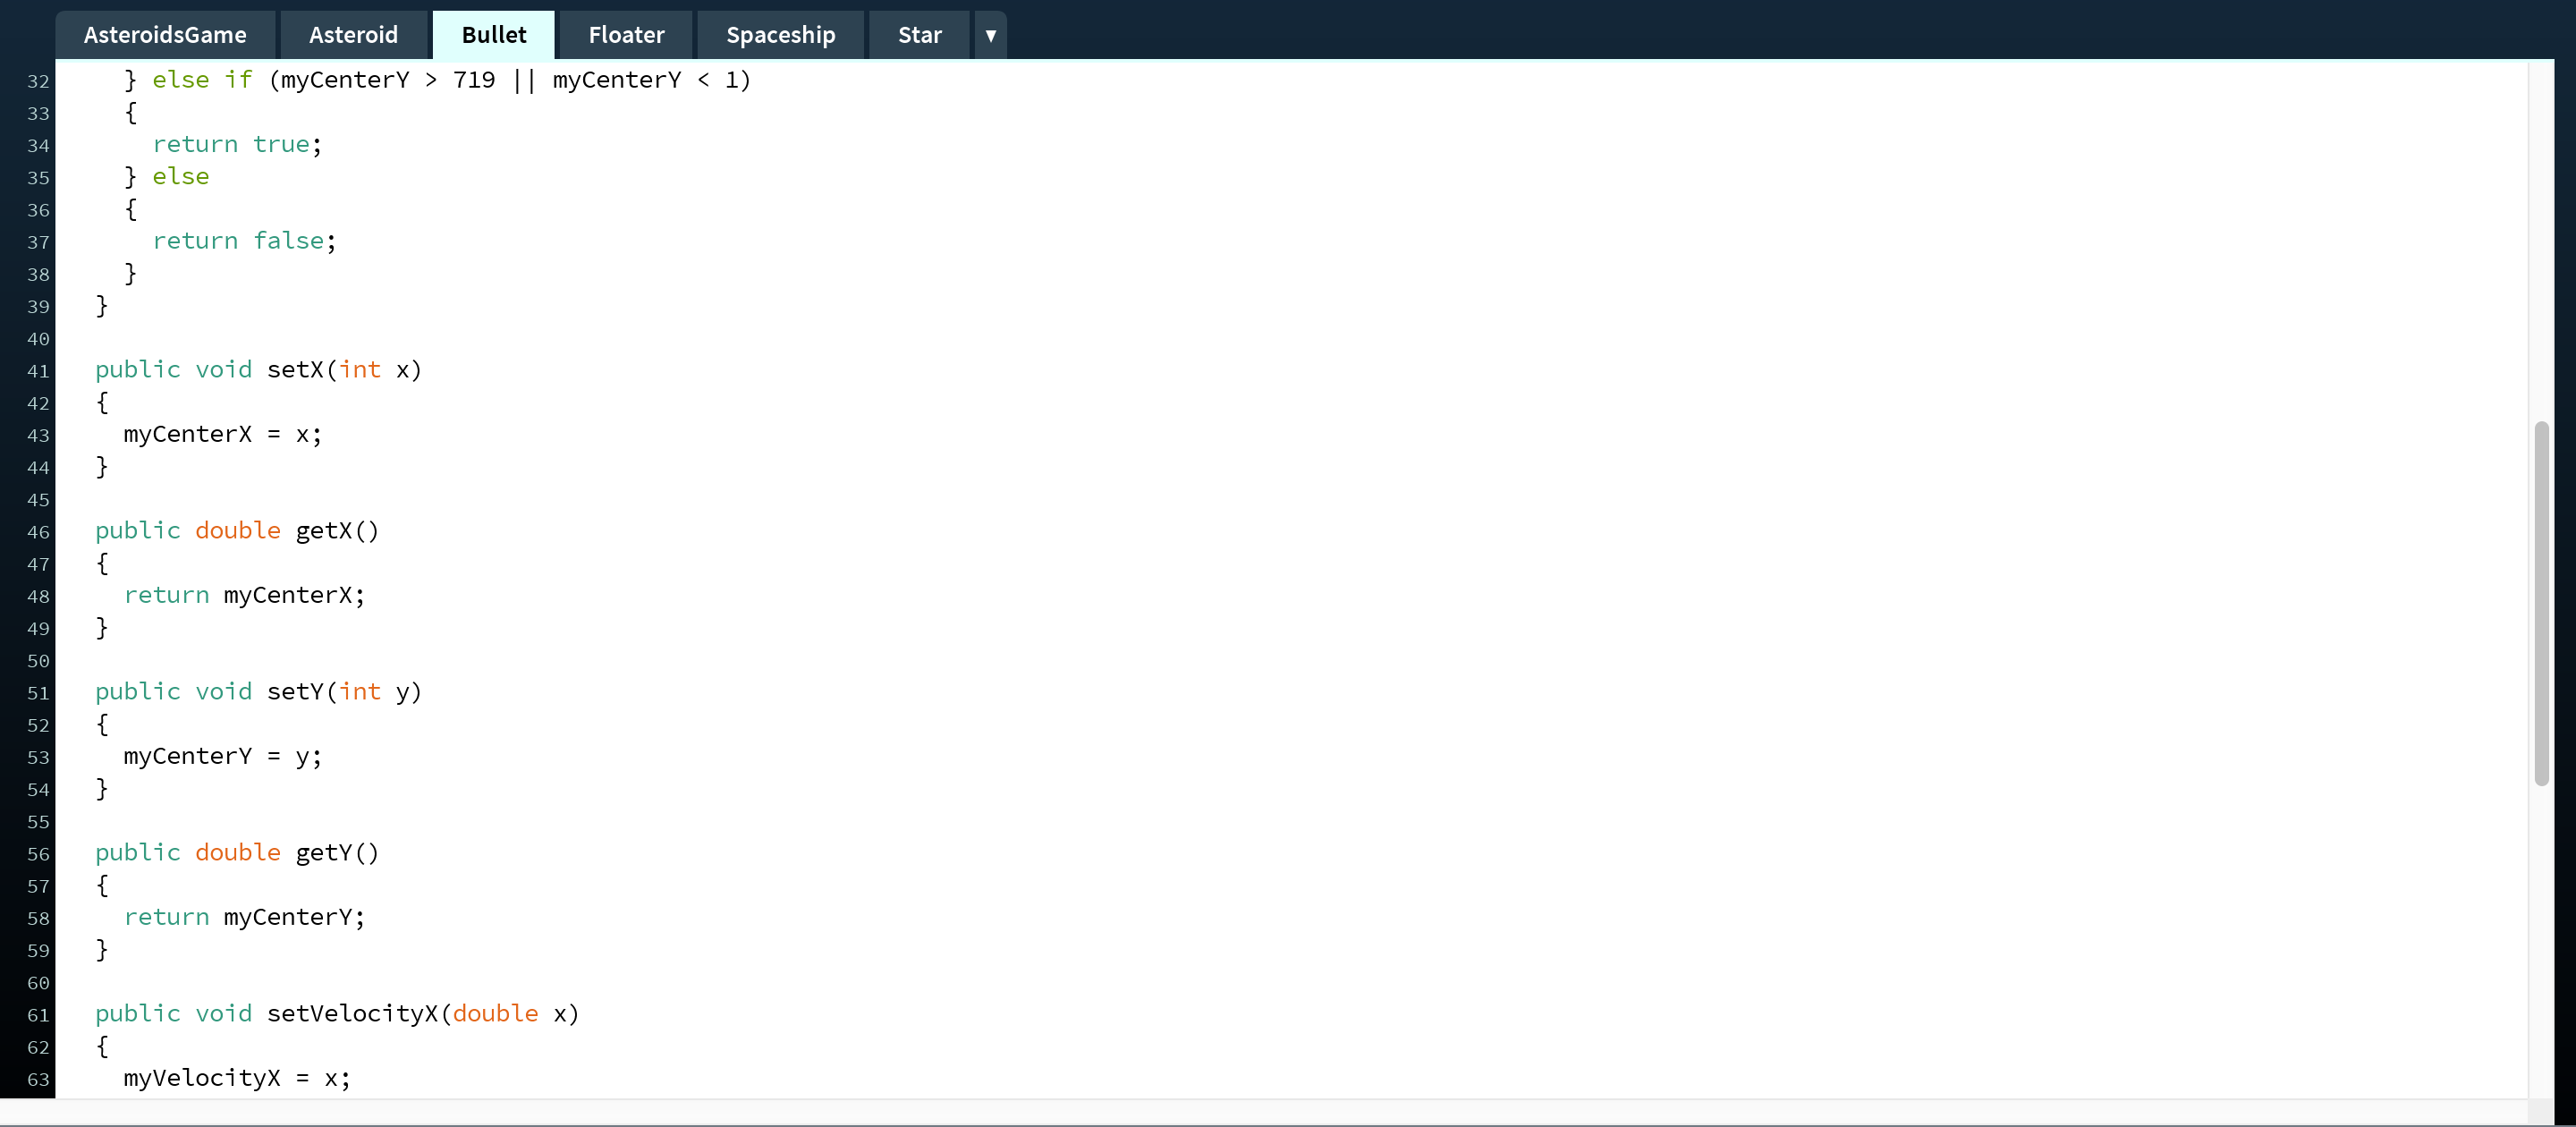 AsteroidsGame Asteroid Bullet Floater Spaceship Star ▼
32 } else if (myCenterY > 719 || myCenterY < 1)
33 {
34 return true;
35 } else
36 {
37 return false;
38 }
39 }
40
41 public void setX(int x)
42 {
43 myCenterX = x;
44 }
45
46 public double getX()
47 {
48 return myCenterX;
49 }
50
51 public void setY(int y)
52 {
53 myCenterY = y;
54 }
55
56 public double getY()
57 {
58 return myCenterY;
59 }
60
61 public void setVelocityX(double x)
62 {
63 myVelocityX = x;